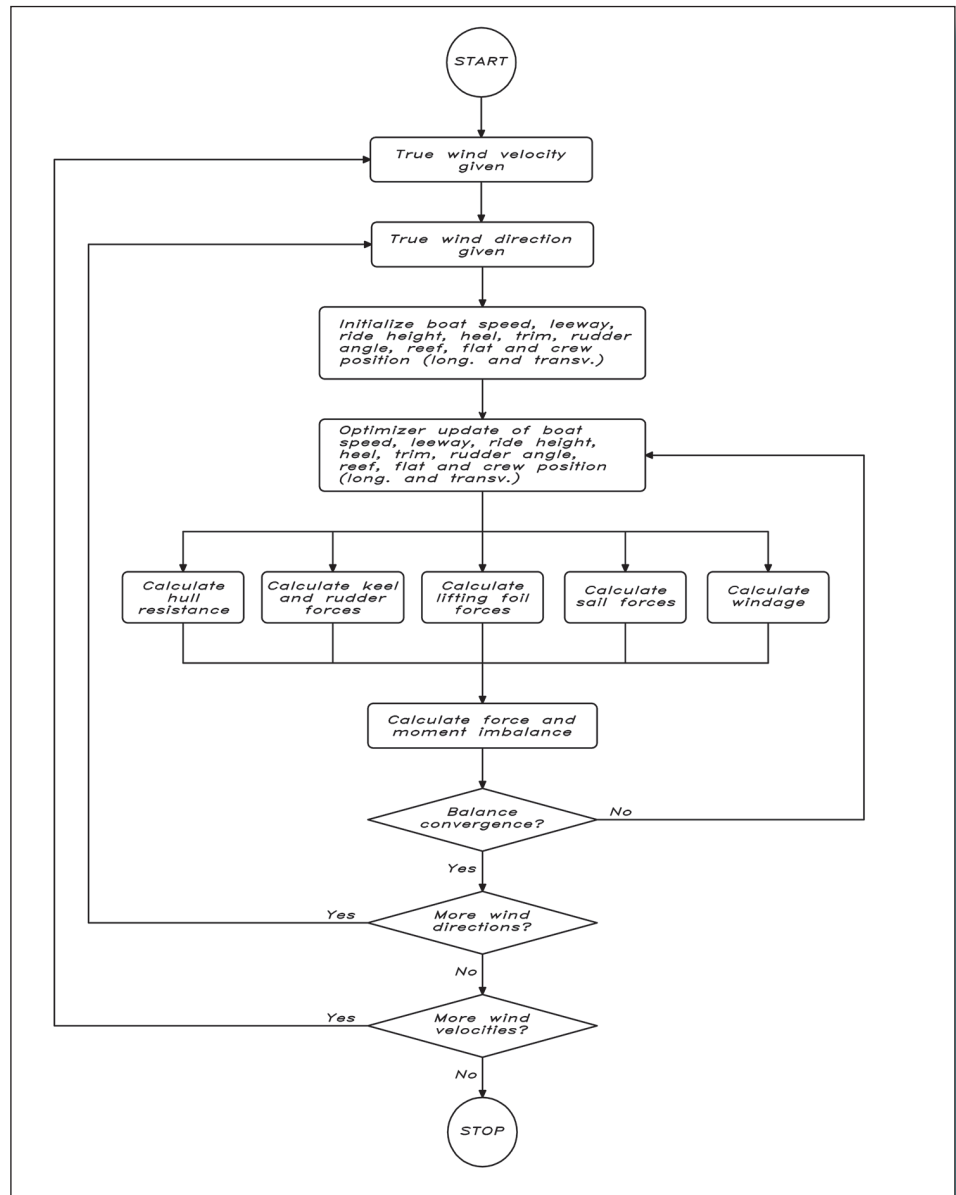 START
True wind velocity
given
True wind direction
given
Initialize boat speed, leeway,
ride height, heel, trim, rudder
angle, reef, flat and crew
position (long. and transv.)
Optimizer update of boat
speed, leeway, ride height,
heel, trim, rudder angle,
reef, flat and crew position
(long. and transv.)
Calculate
hull
resistance
Calculate keel
and rudder
forces
Calculate
lifting foil
forces
Calculate
sail forces
Calculate
windage
Calculate force and
moment imbalance
Balance
convergence?
No
Yes
More wind
directions?
Yes
No
More wind
velocities?
Yes
No
STOP